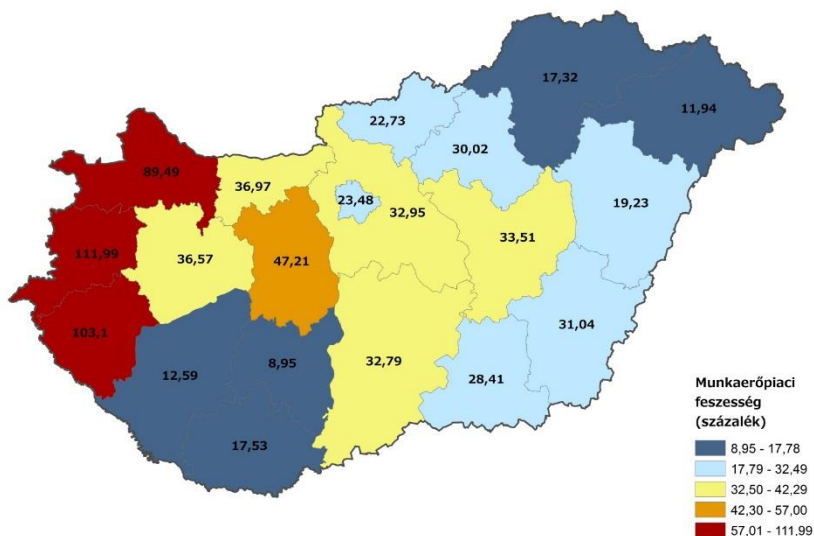 17,32
11,94
22,73
30,02
89,49
36,97
23,48
32,95
19,23
33,51
111,99
36,57
47,21
31,04
103,1
12,59
8,95
32,79
28,41
17,53
Munkaerőpiaci
feszesség
(százalék)
8,95 - 17,78
17,79 - 32,49
32,50 - 42,29
42,30 - 57,00
57,01 - 111,99